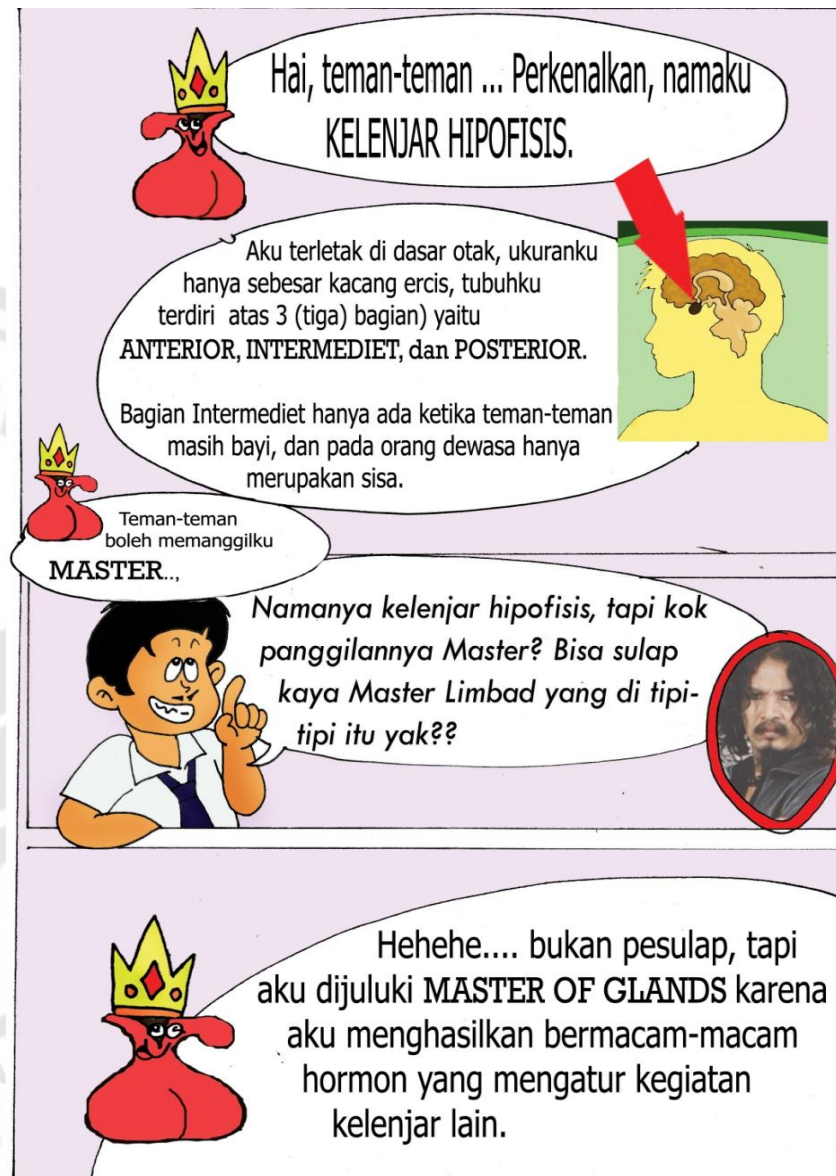 Hai, teman-teman ... Perkenalkan, namaku
KELENJAR HIPOFISIS.
Aku terletak di dasar otak, ukuranku
hanya sebesar kacang ercis, tubuhku
terdiri atas 3 (tiga) bagian) yaitu
ANTERIOR, INTERMEDIET, dan POSTERIOR.
Bagian Intermediet hanya ada ketika teman-teman
masih bayi, dan pada orang dewasa hanya
merupakan sisa.
Teman-teman
boleh memanggilku
MASTER..,
Namanya kelenjar hipofisis, tapi kok
panggilannya Master? Bisa sulap
kaya Master Limbad yang di tipi-
tipi itu yak??
Hehehe.... bukan pesulap, tapi
aku dijuluki MASTER OF GLANDS karena
aku menghasilkan bermacam-macam
hormon yang mengatur kegiatan
kelenjar lain.